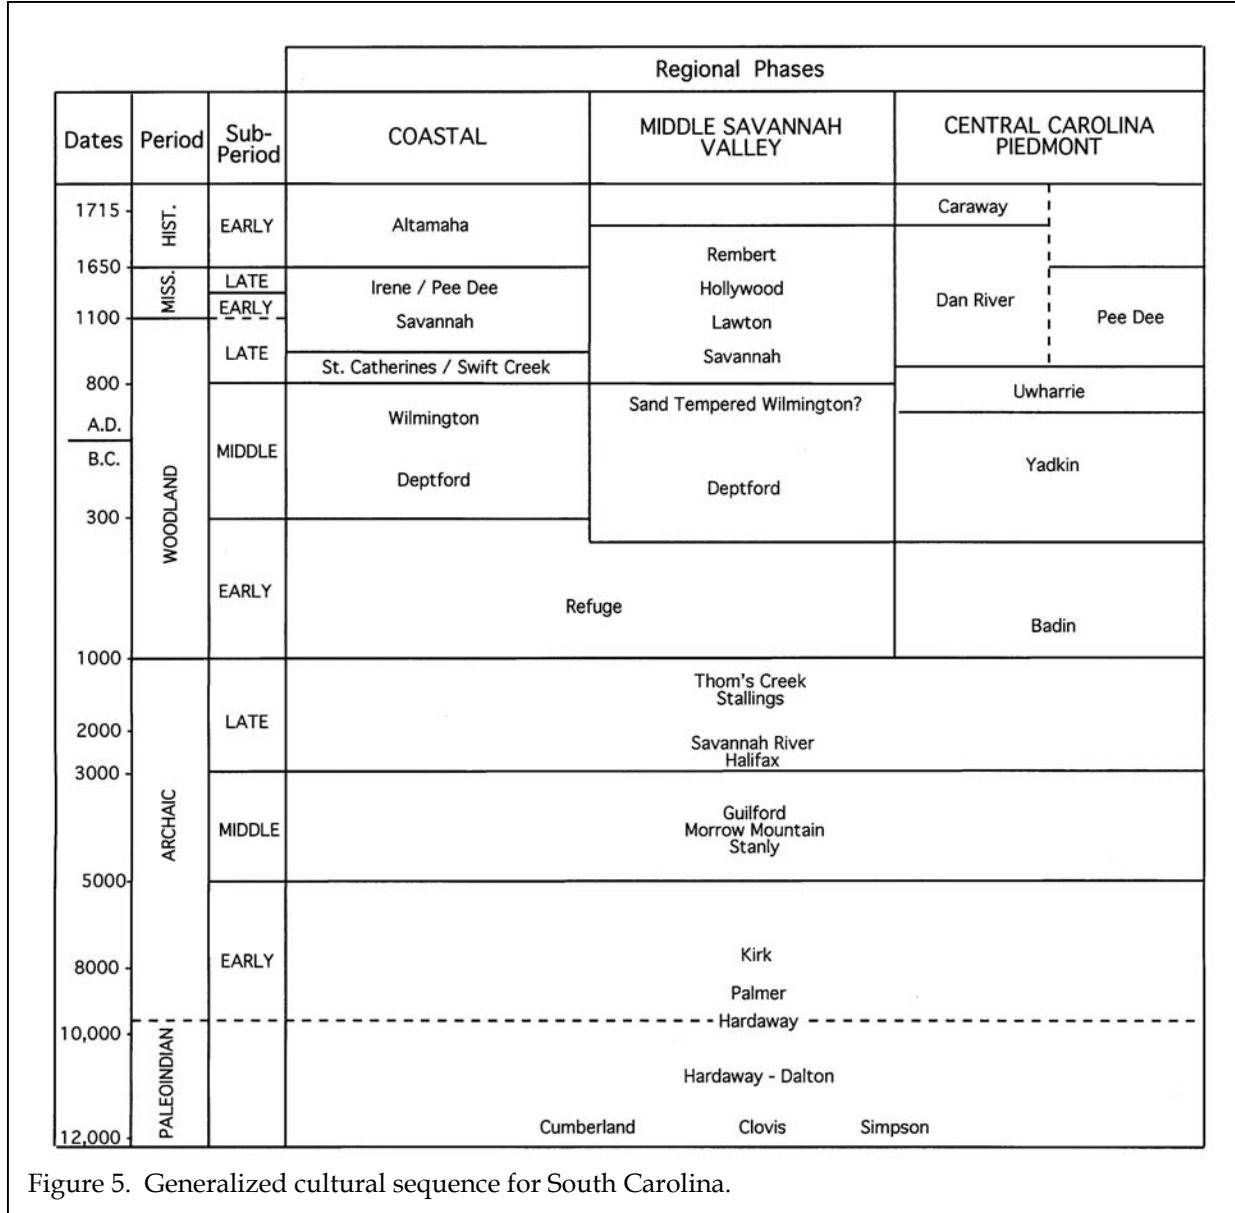 Regional Phases
Dates Period Sub-Period COASTAL MIDDLE SAVANNAH VALLEY CENTRAL CAROLINA PIEDMONT
1715 HIST. EARLY Altamaha Caraway
Rembert
1650
MISS. LATE Irene / Pee Dee Hollywood Dan River
EARLY Savannah Lawton Pee Dee
1100
LATE Savannah
St. Catherines / Swift Creek
800
Uwharrie
Wilmington Sand Tempered Wilmington?
A.D.
B.C.
WOODLAND MIDDLE Deptford Deptford Yadkin
300
EARLY Refuge Badin
1000
Thom's Creek
Stallings
2000 LATE
Savannah River
Halifax
3000
ARCHAIC MIDDLE Guilford
Morrow Mountain
Stanly
5000
8000 EARLY Kirk
Palmer
Hardaway
10,000
PALEOINDIAN Hardaway - Dalton
Cumberland Clovis Simpson
12,000
Figure 5. Generalized cultural sequence for South Carolina.